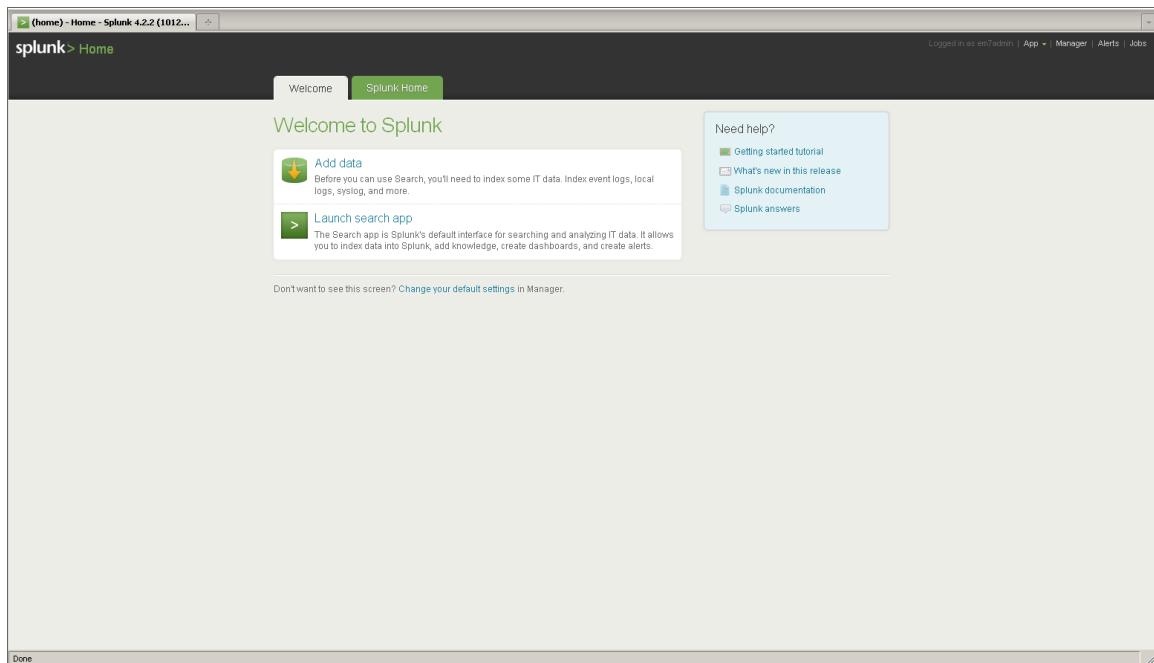 (home) - Home - Splunk 4.2.2 (1012...
splunk> Home
Logged in as em7admin | App | Manager | Alerts | Jobs
Welcome
Splunk Home
Welcome to Splunk
Add data
Before you can use Search, you'll need to index some IT data. Index event logs, local
logs, syslog, and more.
Launch search app
The Search app is Splunk's default interface for searching and analyzing IT data. It allows
you to index data into Splunk, add knowledge, create dashboards, and create alerts.
Need help?
Getting started tutorial
What's new in this release
Splunk documentation
Splunk answers
Don't want to see this screen? Change your default settings in Manager.
Done